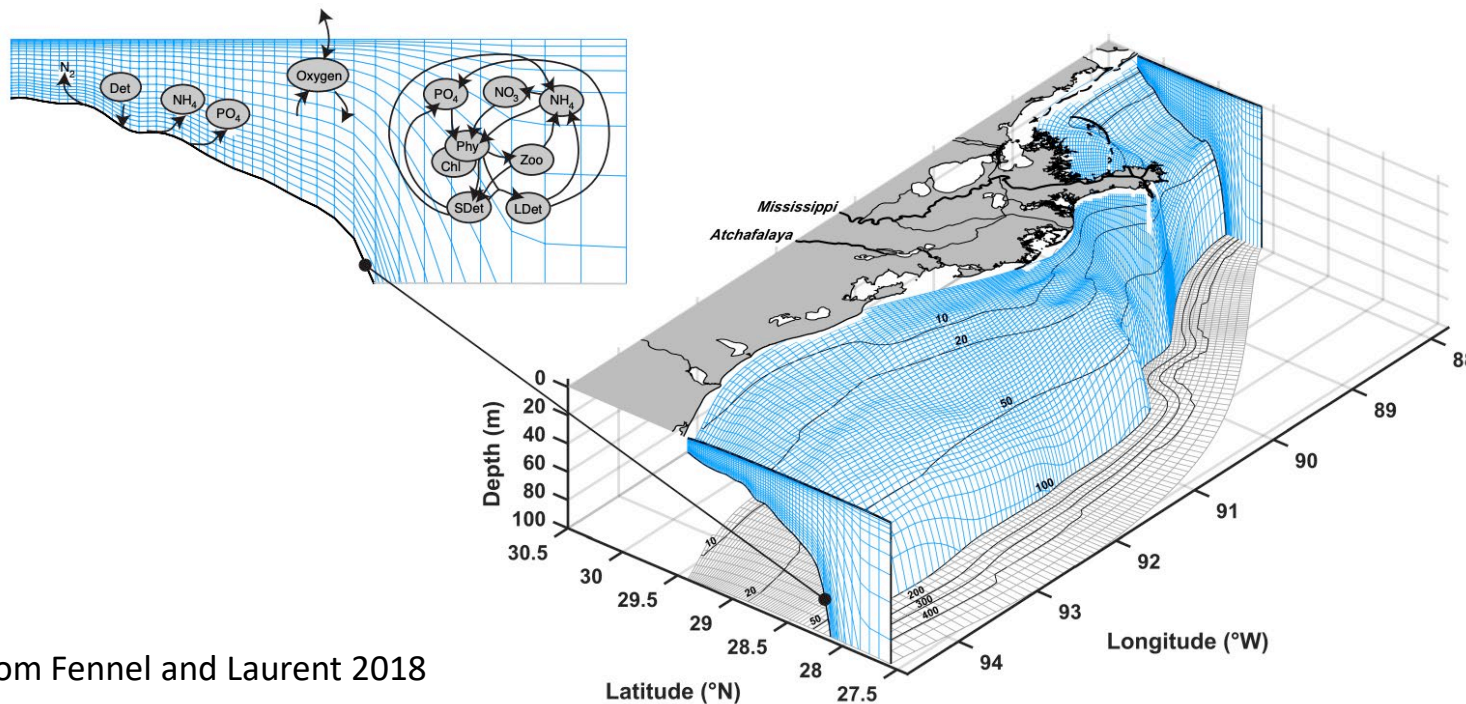 N₂
Det
NH₄
PO₄
Oxygen
PO₄
NO₃
NH₄
Phy
Chl
Zoo
SDet
LDet
Mississippi
Atchafalaya
10
20
50
100
200
300
400
10
20
50
Depth (m)
0
20
40
60
80
100
30.5
30
29.5
29
28.5
28
27.5
Latitude (°N)
94
93
92
91
90
89
88
Longitude (°W)
om Fennel and Laurent 2018